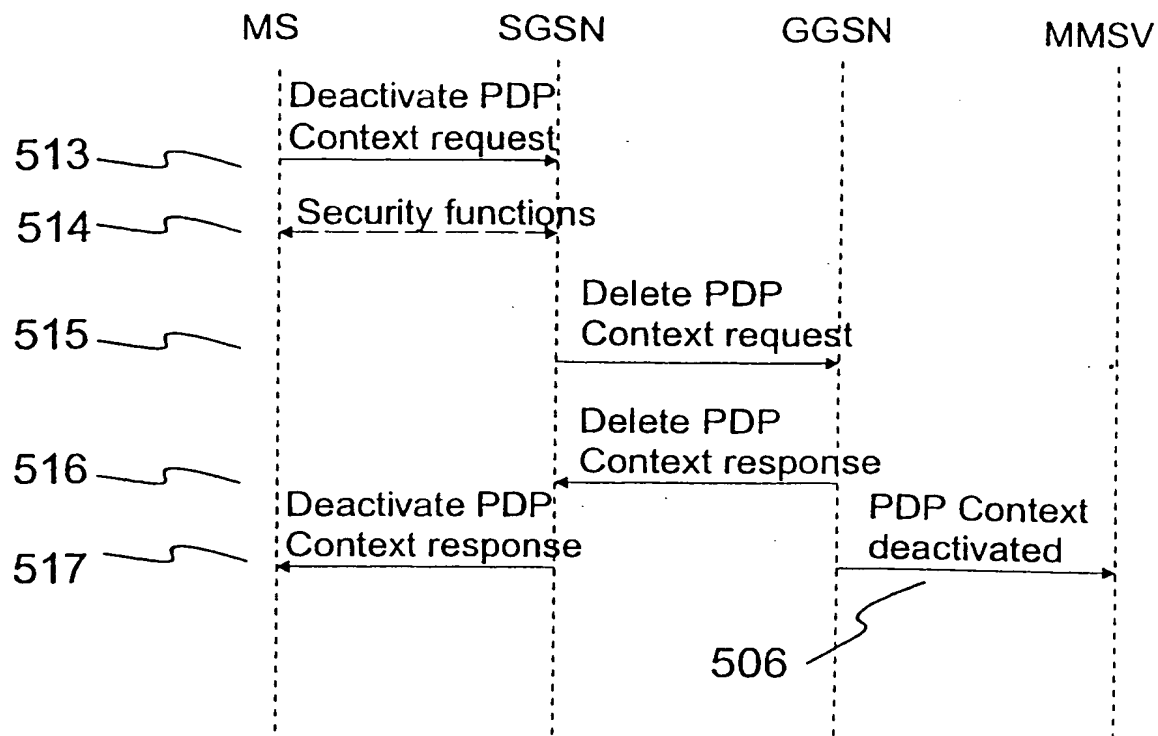 MS SGSN GGSN MMSV
Deactivate PDP
Context request
513
Security functions
514
Delete PDP
Context request
515
Delete PDP
Context response
516
Deactivate PDP
Context response
517
PDP Context
deactivated
506